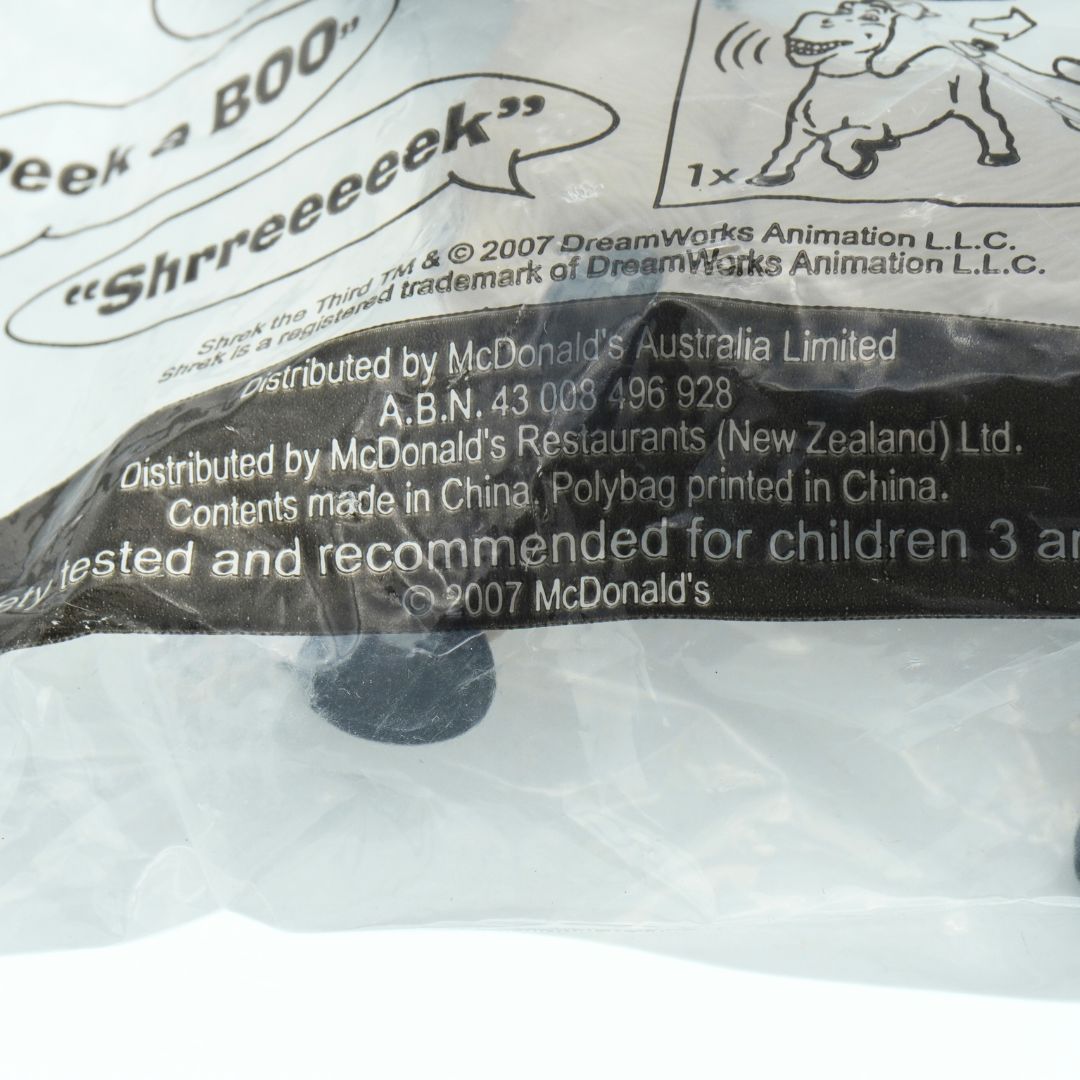 Peek a BOO”
“Shrreeeeek”
1x
Shrek the Third TM & © 2007 DreamWorks Animation L.L.C.
Shrek is a registered trademark of DreamWorks Animation L.L.C.
Distributed by McDonald's Australia Limited
A.B.N. 43 008 496 928
Distributed by McDonald's Restaurants (New Zealand) Ltd.
Contents made in China, Polybag printed in China.
tested and recommended for children 3
© 2007 McDonald's